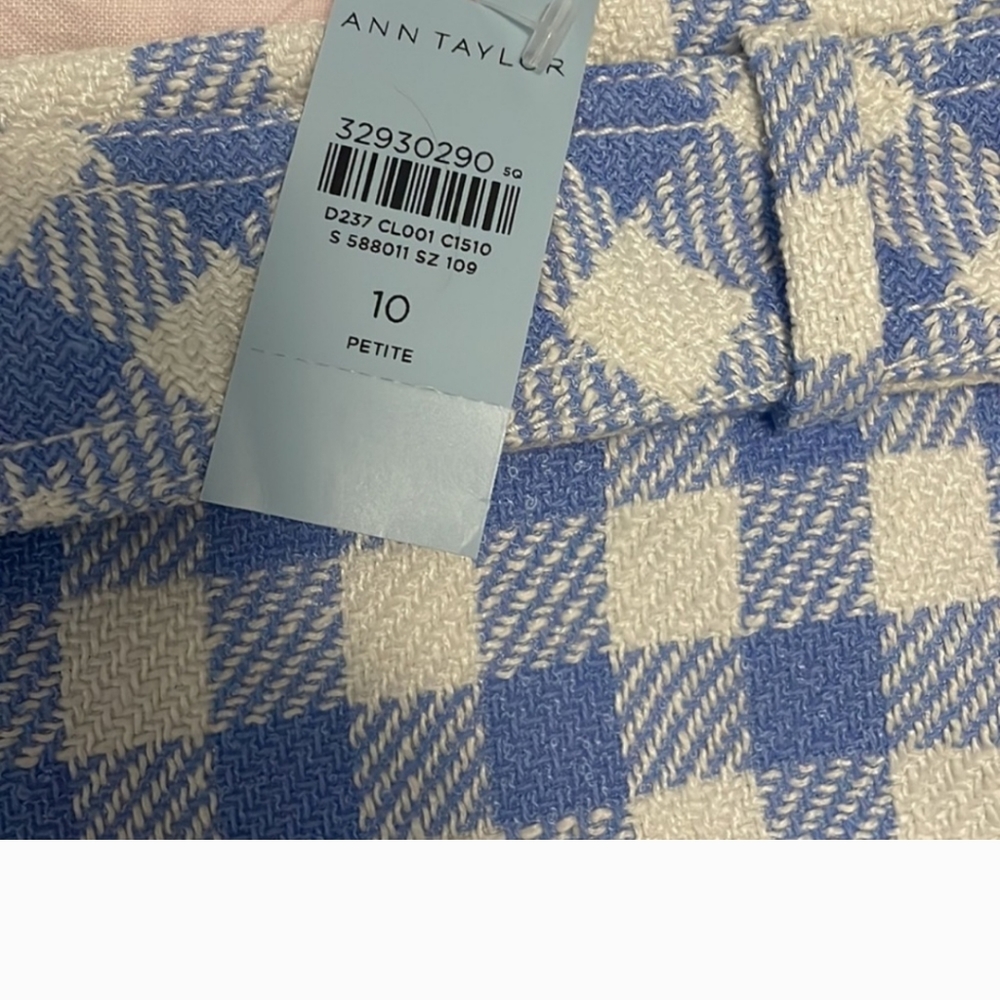 ANN TAYLOR
32930290 SQ
D237 CL001 C1510
S 588011 SZ 109
10
PETITE